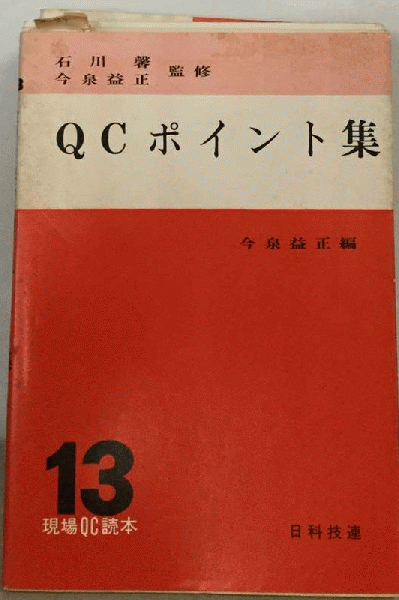 石川馨
今泉益正 監修
QCポイント集
今泉益正編
13
現場QC読本
日科技連